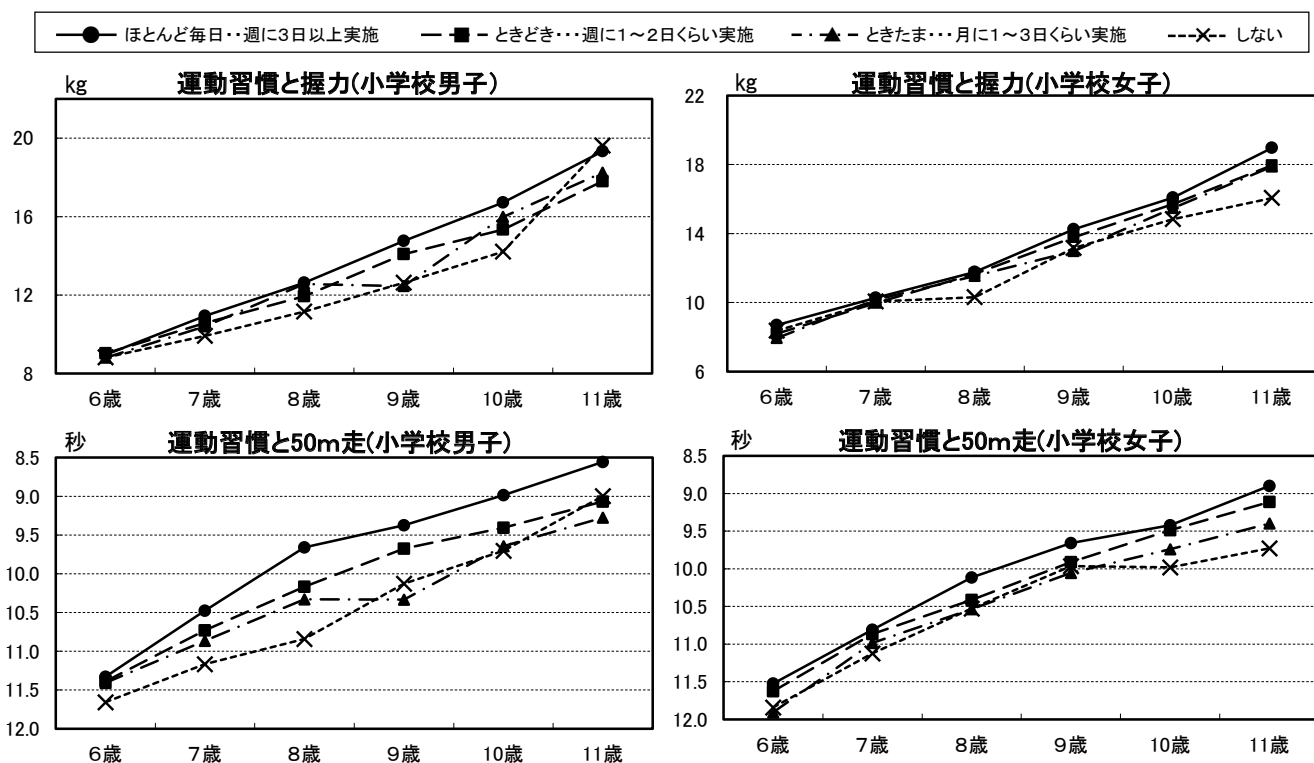 ほとんど毎日‥週に3日以上実施 ときどき･･･週に1～2日くらい実施 ときたま･･･月に1～3日くらい実施 しない
kg 運動習慣と握力(小学校男子)
20
16
12
8
6歳 7歳 8歳 9歳 10歳 11歳
kg 運動習慣と握力(小学校女子)
22
18
14
10
6
6歳 7歳 8歳 9歳 10歳 11歳
秒 運動習慣と50m走(小学校男子)
8.5
9.0
9.5
10.0
10.5
11.0
11.5
12.0
6歳 7歳 8歳 9歳 10歳 11歳
秒 運動習慣と50m走(小学校女子)
8.5
9.0
9.5
10.0
10.5
11.0
11.5
12.0
6歳 7歳 8歳 9歳 10歳 11歳